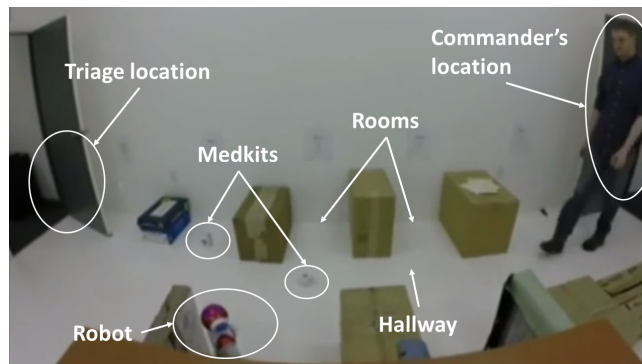 Commander's
location
Triage location
Rooms
Medkits
Robot
Hallway